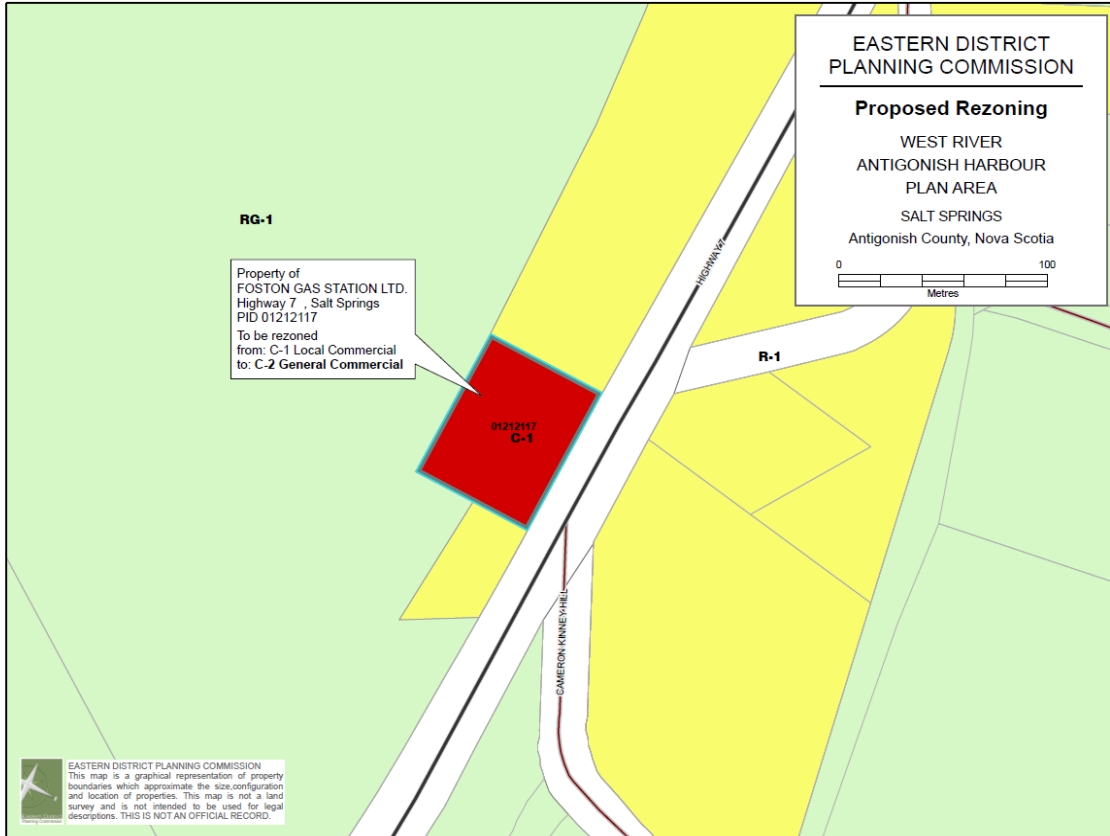 EASTERN DISTRICT
PLANNING COMMISSION
Proposed Rezoning
WEST RIVER
ANTIGONISH HARBOUR
PLAN AREA
SALT SPRINGS
Antigonish County, Nova Scotia
0 100
Metres
RG-1
HIGHWAY 7
Property of
FOSTON GAS STATION LTD.
Highway 7 , Salt Springs
PID 01212117
To be rezoned
from: C-1 Local Commercial
to: C-2 General Commercial
R-1
01212117
C-1
CAMERON KINNEY HILL
EASTERN DISTRICT PLANNING COMMISSION
This map is a graphical representation of property
boundaries which approximate the size,configuration
and location of properties. This map is not a land
survey and is not intended to be used for legal
descriptions. THIS IS NOT AN OFFICIAL RECORD.